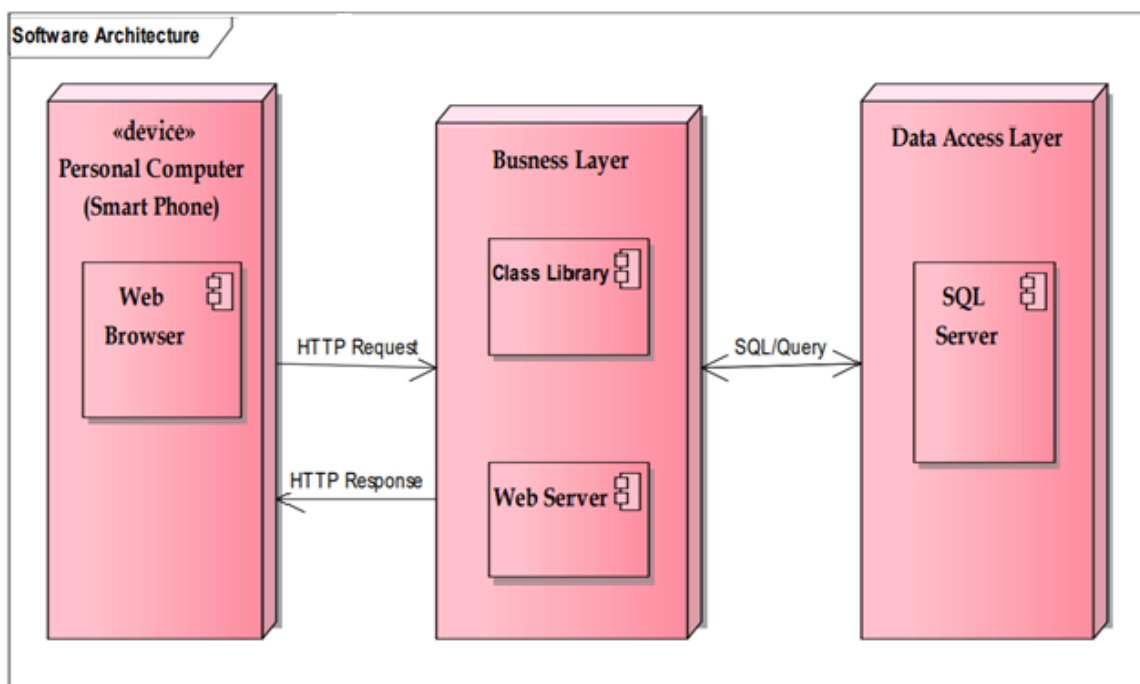 Software Architecture
«device»
Personal Computer
(Smart Phone)
Web
Browser
HTTP Request
HTTP Response
Busness Layer
Class Library
Web Server
SQL/Query
Data Access Layer
SQL
Server